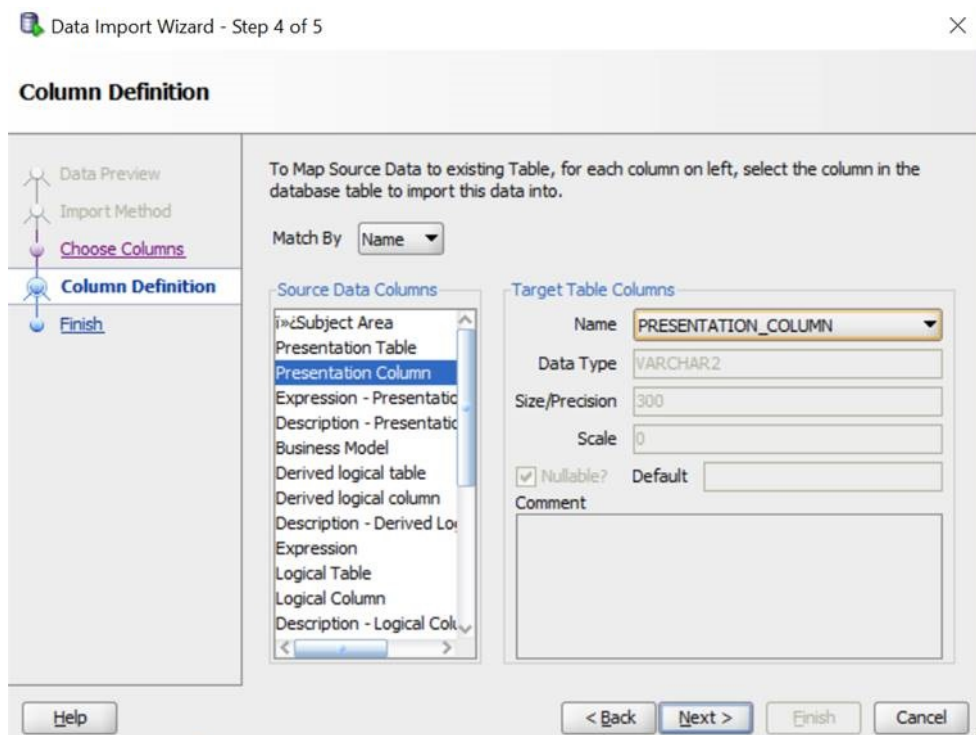 Data Import Wizard - Step 4 of 5
Column Definition
Data Preview
Import Method
Choose Columns
Column Definition
Finish
To Map Source Data to existing Table, for each column on left, select the column in the
database table to import this data into.
Match By Name
Source Data Columns
ï»¿Subject Area
Presentation Table
Presentation Column
Expression - Presentatic
Description - Presentatic
Business Model
Derived logical table
Derived logical column
Description - Derived Lo
Expression
Logical Table
Logical Column
Description - Logical Col
Target Table Columns
Name PRESENTATION_COLUMN
Data Type VARCHAR2
Size/Precision 300
Scale 0
Nullable? Default
Comment
Help < Back Next > Finish Cancel